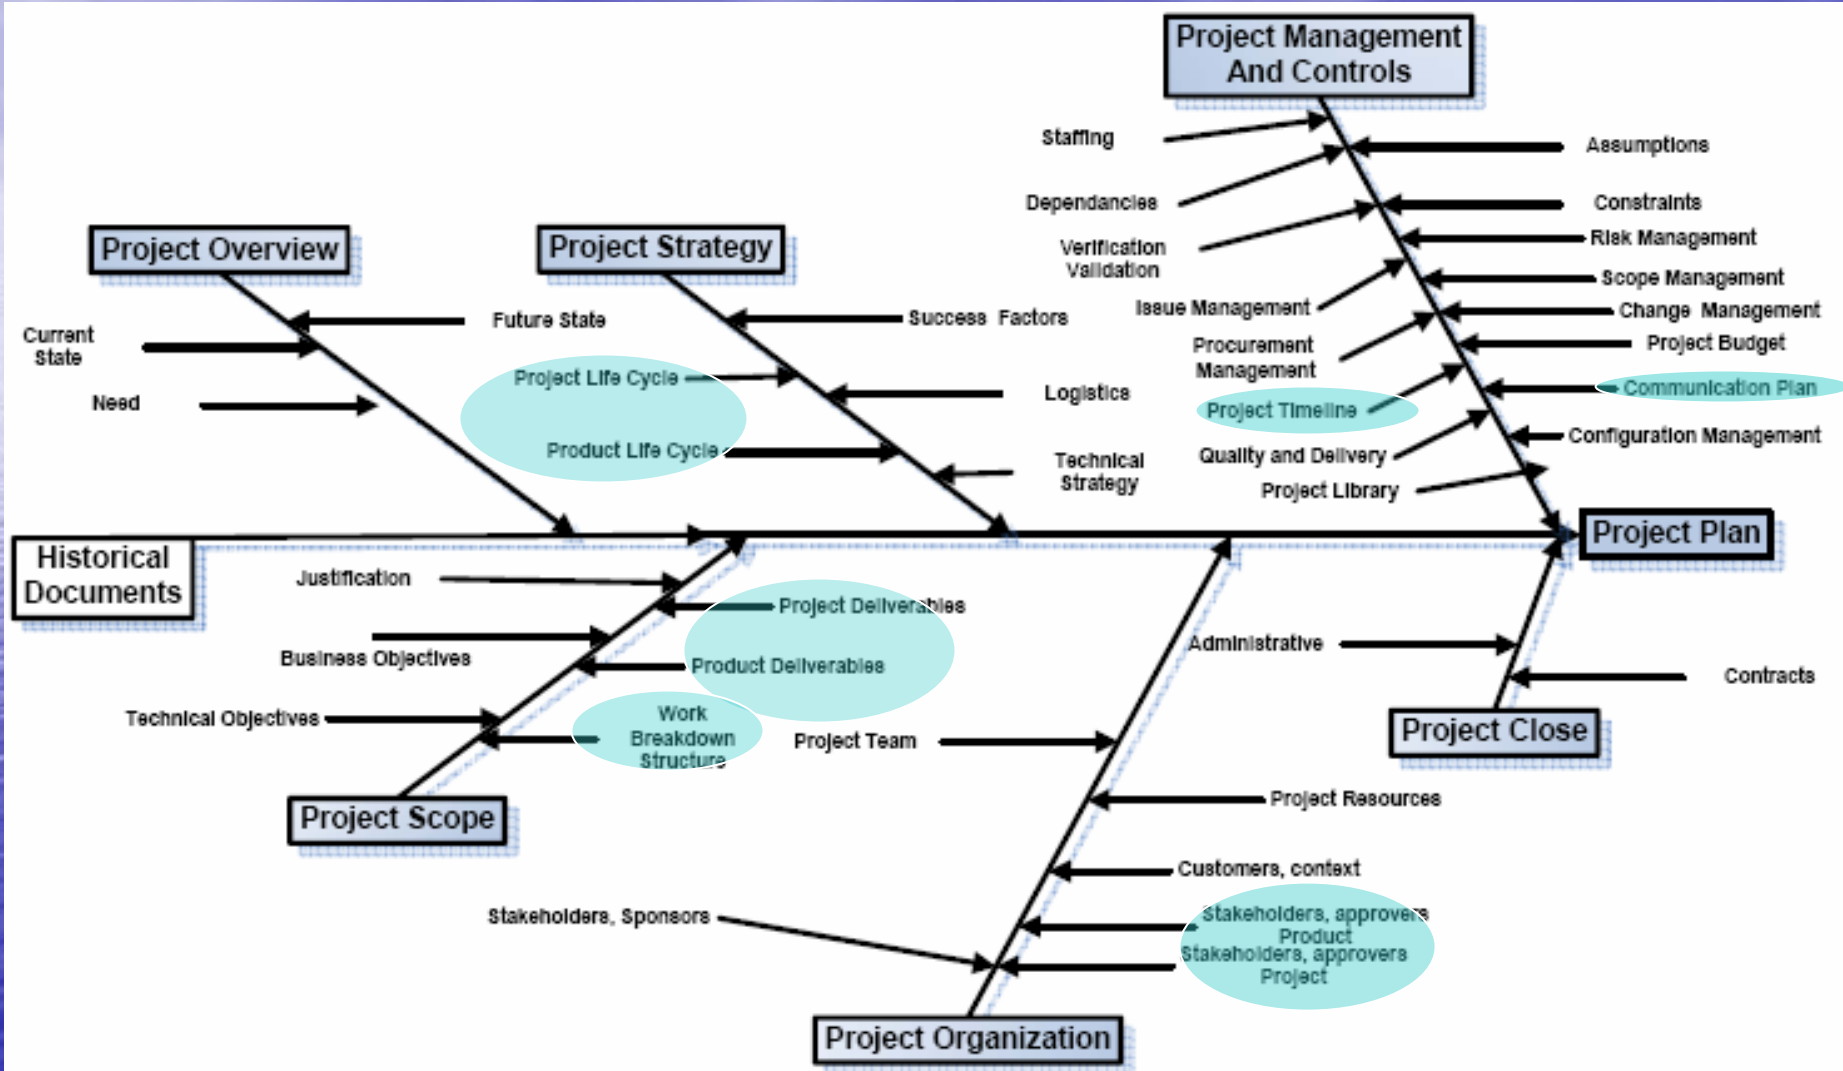 Project Management
And Controls
Staffing
Assumptions
Dependancies
Constraints
Verification
Validation
Risk Management
Scope Management
Issue Management
Change Management
Procurement
Management
Project Budget
Project Timeline
Communication Plan
Quality and Delivery
Configuration Management
Project Library
Project Overview
Future State
Current
State
Need
Project Strategy
Success Factors
Project Life Cycle
Logistics
Product Life Cycle
Technical
Strategy
Historical
Documents
Project Plan
Justification
Project Deliverables
Business Objectives
Product Deliverables
Technical Objectives
Work
Breakdown
Structure
Project Scope
Project Team
Project Resources
Customers, context
Stakeholders, Sponsors
Stakeholders, approvers
Product
Stakeholders, approvers
Project
Project Organization
Administrative
Contracts
Project Close